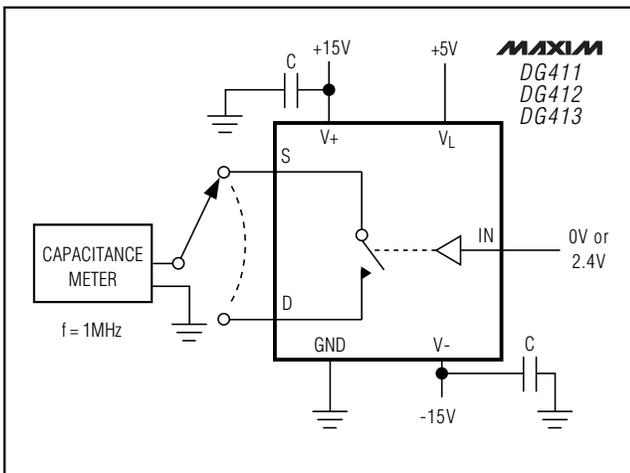 +15V
+5V
MAXIM
DG411
DG412
DG413
C
V+
VL
S
IN
0V or
2.4V
CAPACITANCE
METER
f = 1MHz
D
GND
V-
C
-15V